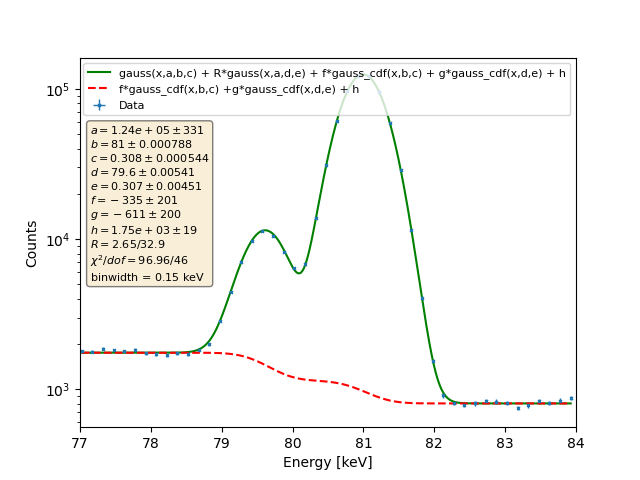 gauss(x,a,b,c) + R*gauss(x,a,d,e) + f*gauss_cdf(x,b,c) + g*gauss_cdf(x,d,e) + h
f*gauss_cdf(x,b,c) +g*gauss_cdf(x,d,e) + h
Data
a = 1.24e + 05 ± 331
b = 81 ± 0.000788
c = 0.308 ± 0.000544
d = 79.6 ± 0.00541
e = 0.307 ± 0.00451
f = − 335 ± 201
g = − 611 ± 200
h = 1.75e + 03 ± 19
R = 2.65/32.9
χ²/dof = 96.96/46
binwidth = 0.15 keV
10⁵
10⁴
10³
Counts
77 78 79 80 81 82 83 84
Energy [keV]